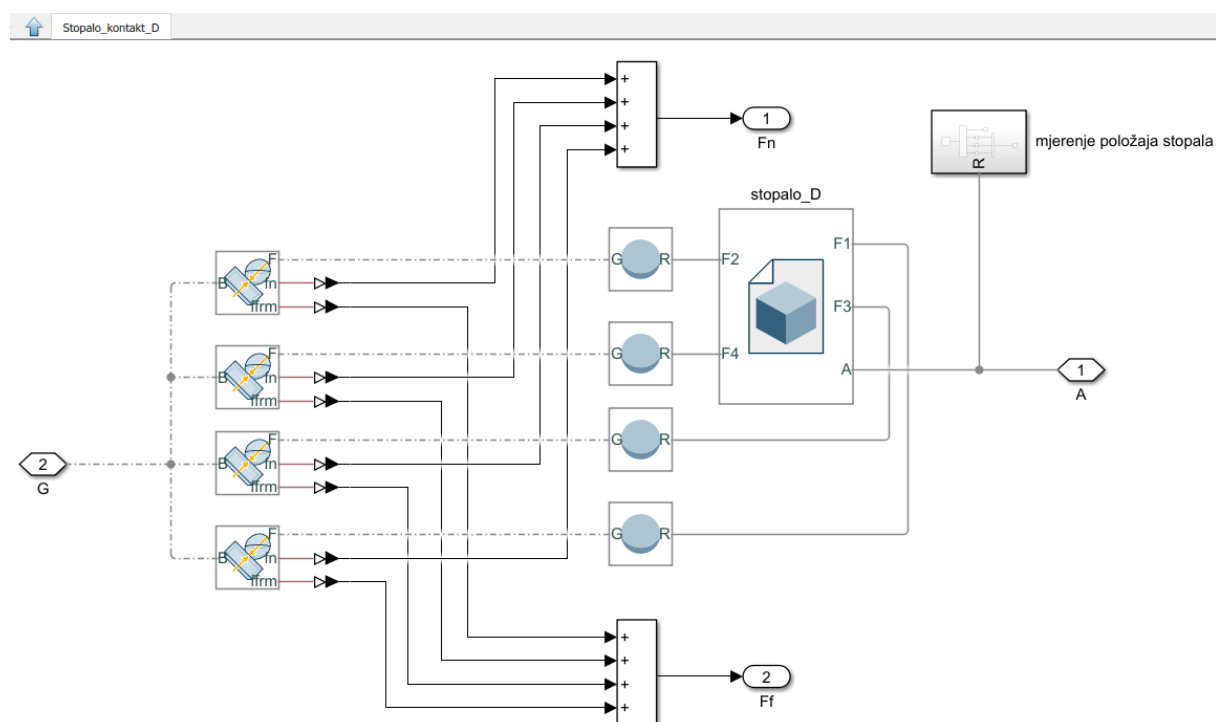 Stopalo_kontakt_D
+
+
+
+
1
Fn
R
mjerenje položaja stopala
stopalo_D
F1
F2
F3
F4
A
G R
G R
G R
G R
B F
fn
ffrm
B F
fn
ffrm
B F
fn
ffrm
B F
fn
ffrm
1
A
2
G
+
+
+
+
2
Ff